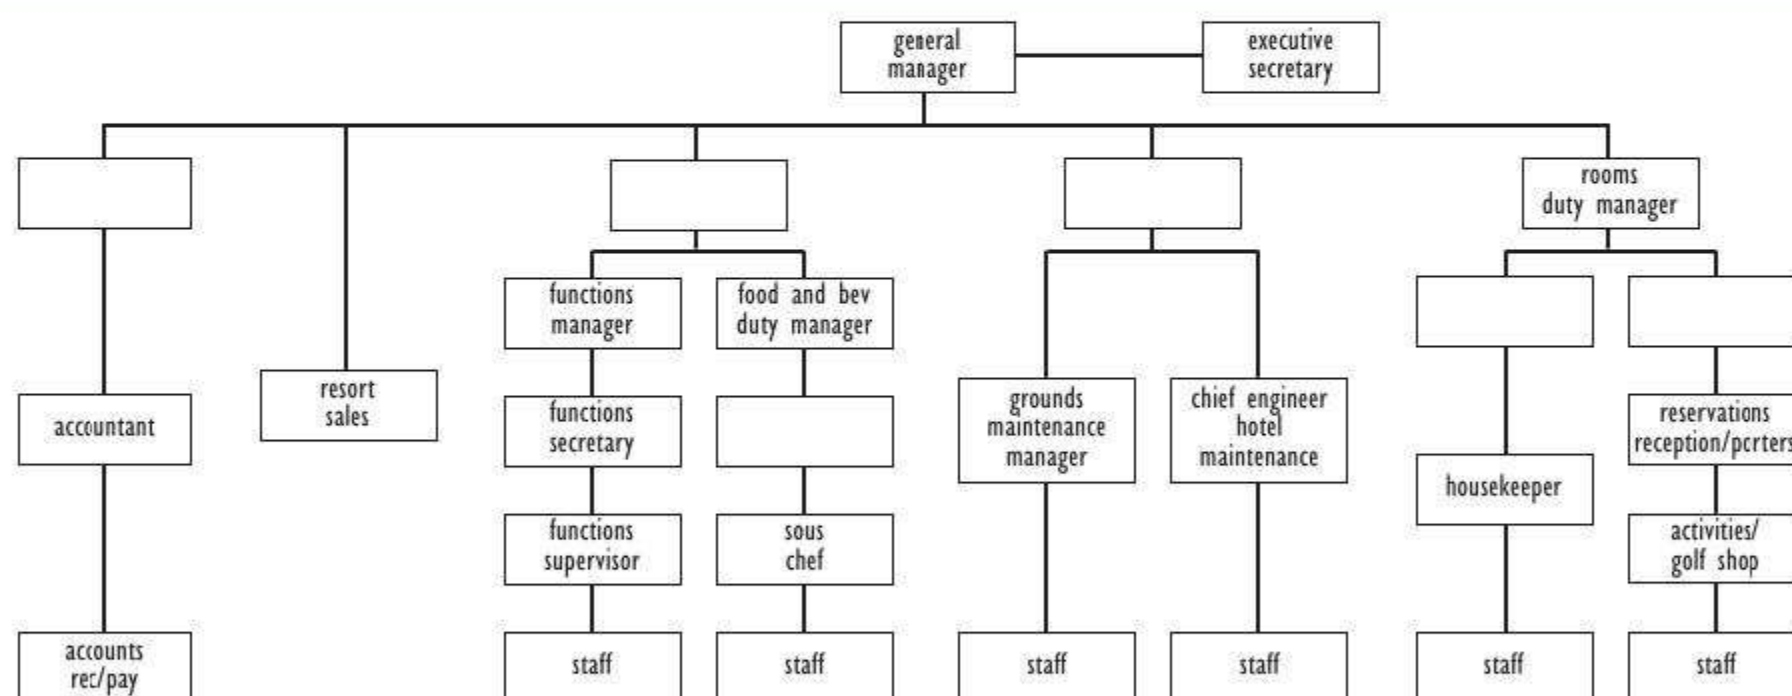 general
manager
executive
secretary
rooms
duty manager
functions
manager
food and bev
duty manager
resort
sales
accountant
functions
secretary
grounds
maintenance
manager
chief engineer
hotel
maintenance
reservations
reception/porters
housekeeper
functions
supervisor
sous
chef
activities/
golf shop
accounts
rec/pay
staff
staff
staff
staff
staff
staff